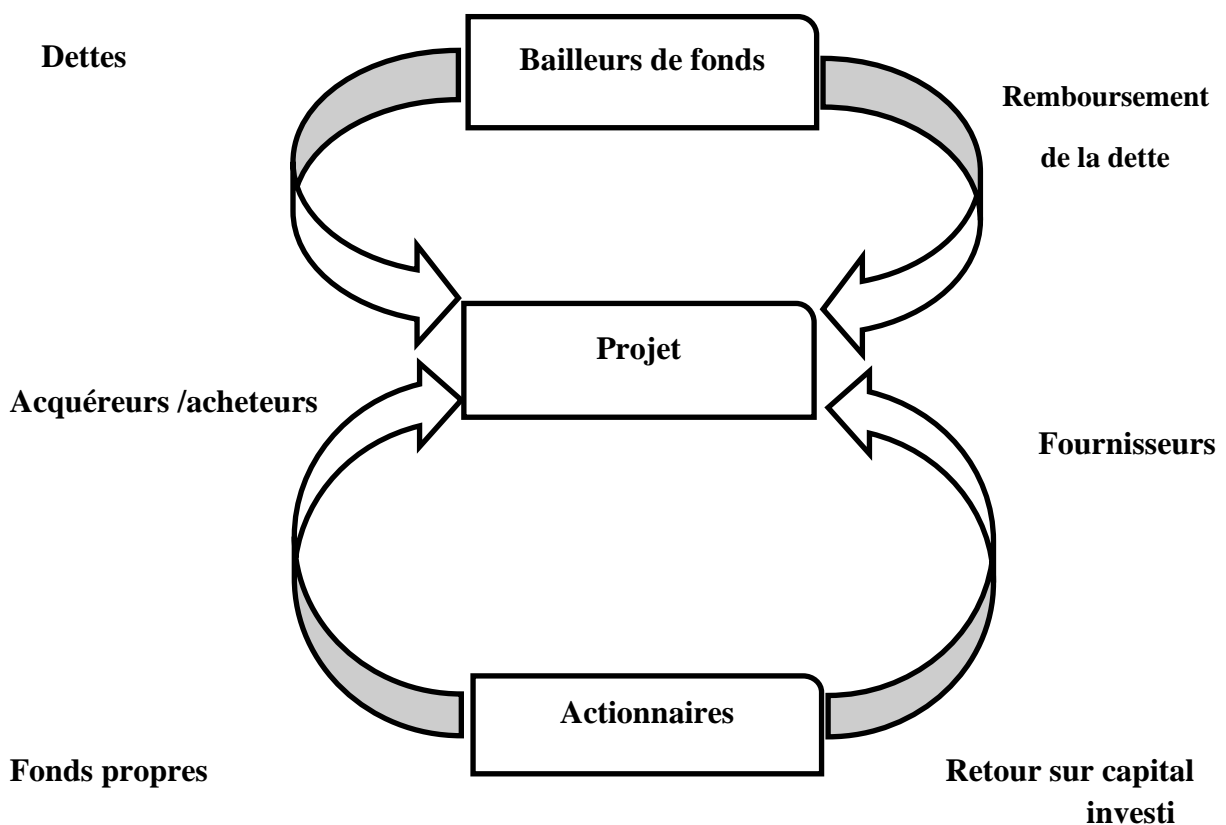 Dettes
Bailleurs de fonds
Remboursement
de la dette
Projet
Acquéreurs /acheteurs
Fournisseurs
Actionnaires
Fonds propres
Retour sur capital
investi